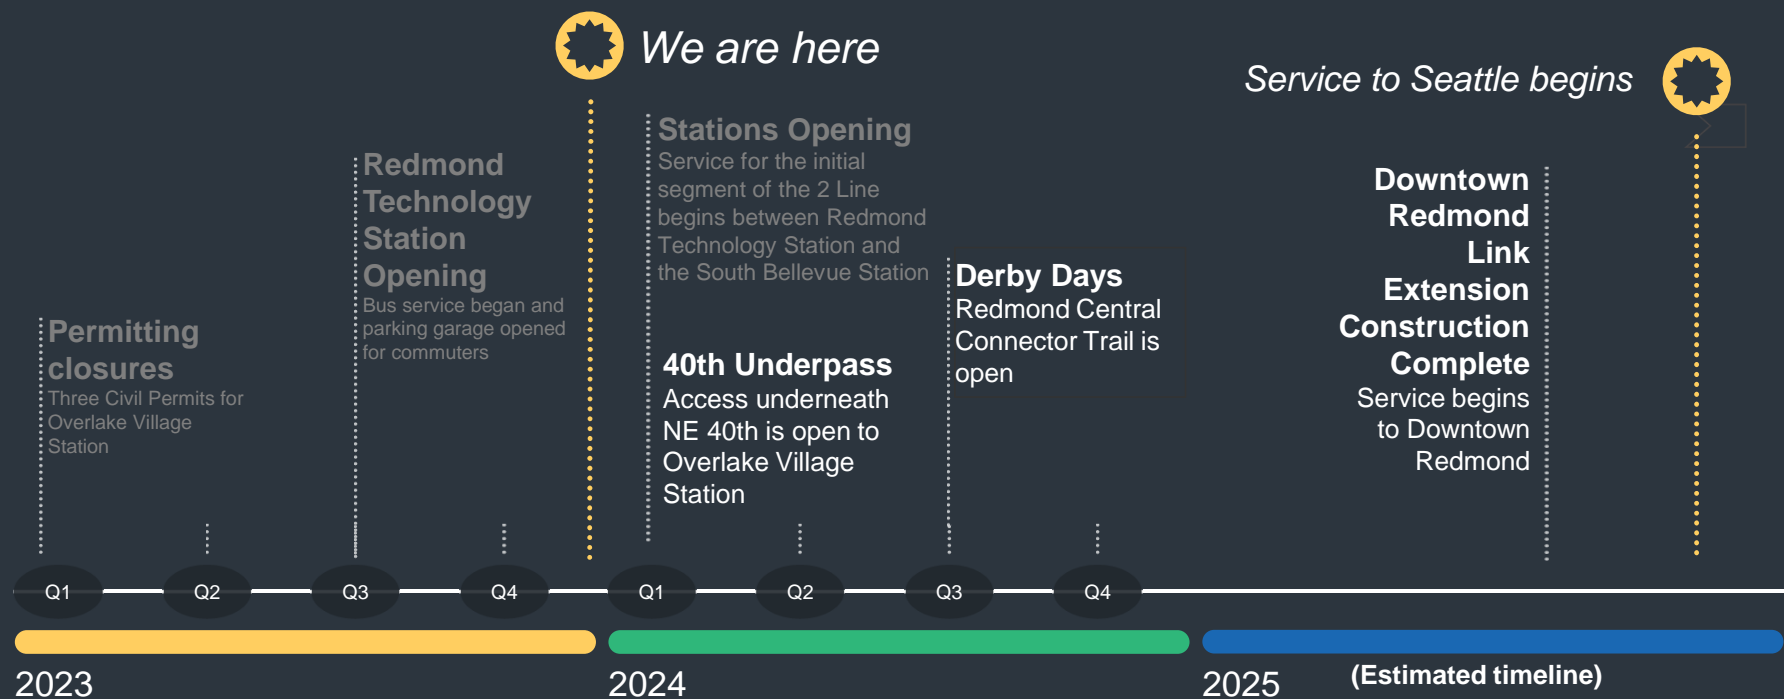 We are here
Service to Seattle begins
Permitting
closures
Three Civil Permits for
Overlake Village
Station
Redmond
Technology
Station
Opening
Bus service began and
parking garage opened
for commuters
Stations Opening
Service for the initial
segment of the 2 Line
begins between Redmond
Technology Station and
the South Bellevue Station
40th Underpass
Access underneath
NE 40th is open to
Overlake Village
Station
Derby Days
Redmond Central
Connector Trail is
open
Downtown
Redmond
Link
Extension
Construction
Complete
Service begins
to Downtown
Redmond
Q1 Q2 Q3 Q4 Q1 Q2 Q3 Q4
2023 2024 2025 (Estimated timeline)